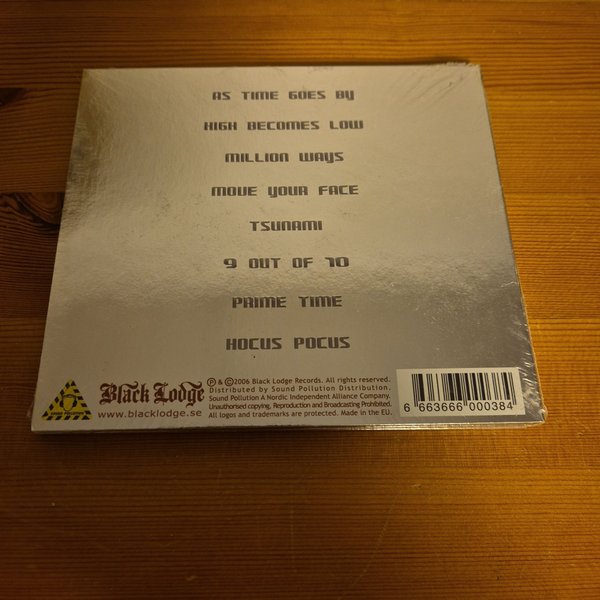 AS TIME GOES BY
HIGH BECOMES LOW
MILLION WAYS
MOVE YOUR FACE
TSUNAMI
9 OUT OF 10
PRIME TIME
HOCUS POCUS
Black Lodge
www.blacklodge.se
℗ & ©2006 Black Lodge Records. All rights reserved.
Distributed by Sound Pollution Distribution.
Sound Pollution A Nordic Independent Alliance Company.
Unauthorised copying, Reproduction and Broadcasting Prohibited.
All logos and trademarks are protected. Made in the EU.
6 663666 000384